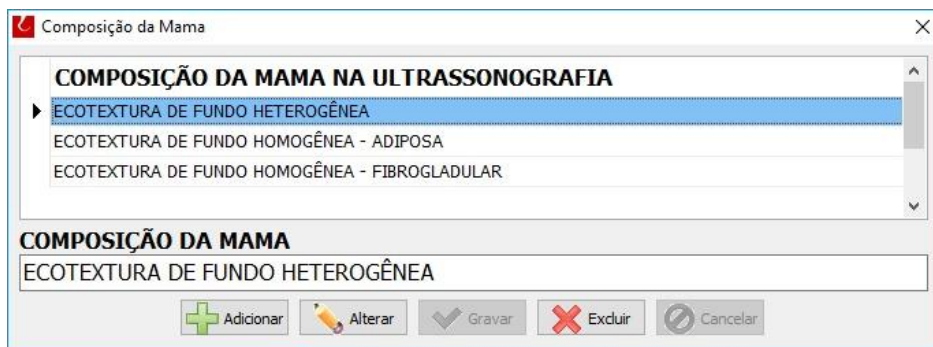 Composição da Mama
COMPOSIÇÃO DA MAMA NA ULTRASSONOGRAFIA
ECOTEXTURA DE FUNDO HETEROGÊNEA
ECOTEXTURA DE FUNDO HOMOGÊNEA - ADIPOSA
ECOTEXTURA DE FUNDO HOMOGÊNEA - FIBROGLADULAR
COMPOSIÇÃO DA MAMA
ECOTEXTURA DE FUNDO HETEROGÊNEA
Adicionar Alterar Gravar Excluir Cancelar